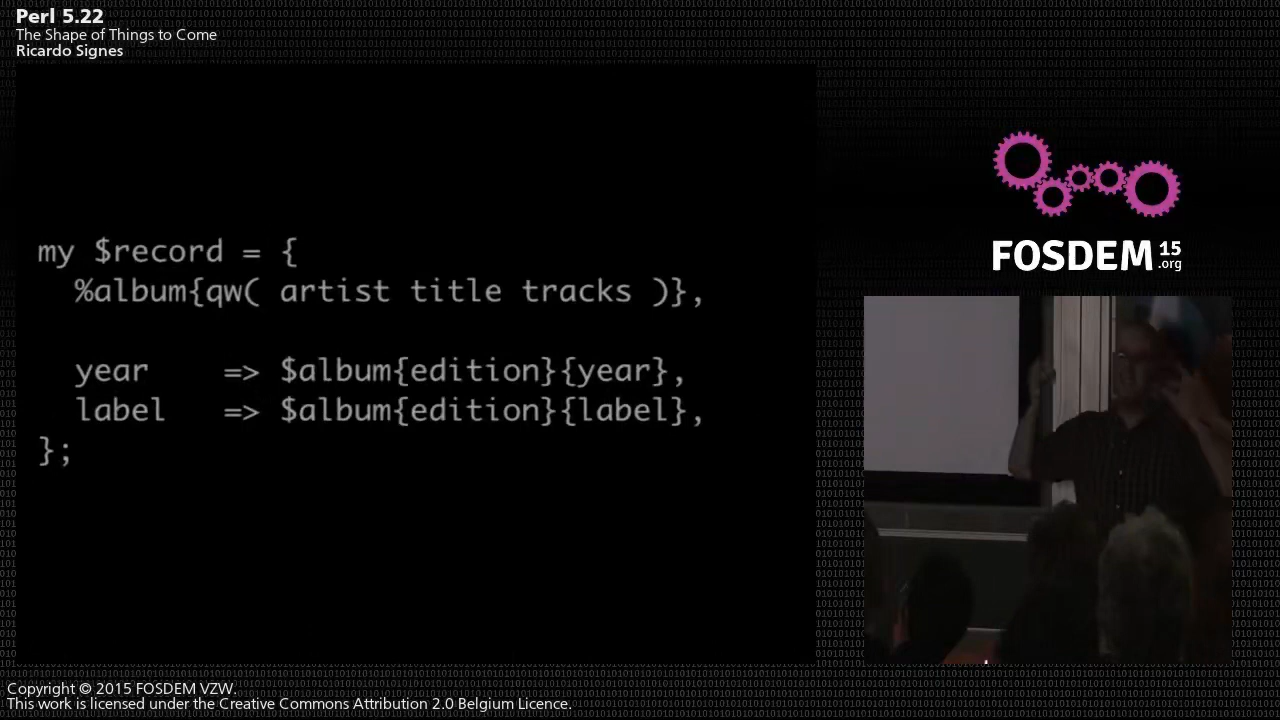 Perl 5.22
The Shape of Things to Come
Ricardo Signes
my $record = {
  %album{qw( artist title tracks )},
  year    => $album{edition}{year},
  label   => $album{edition}{label},
};
FOSDEM 15
.org
Copyright © 2015 FOSDEM VZW.
This work is licensed under the Creative Commons Attribution 2.0 Belgium Licence.